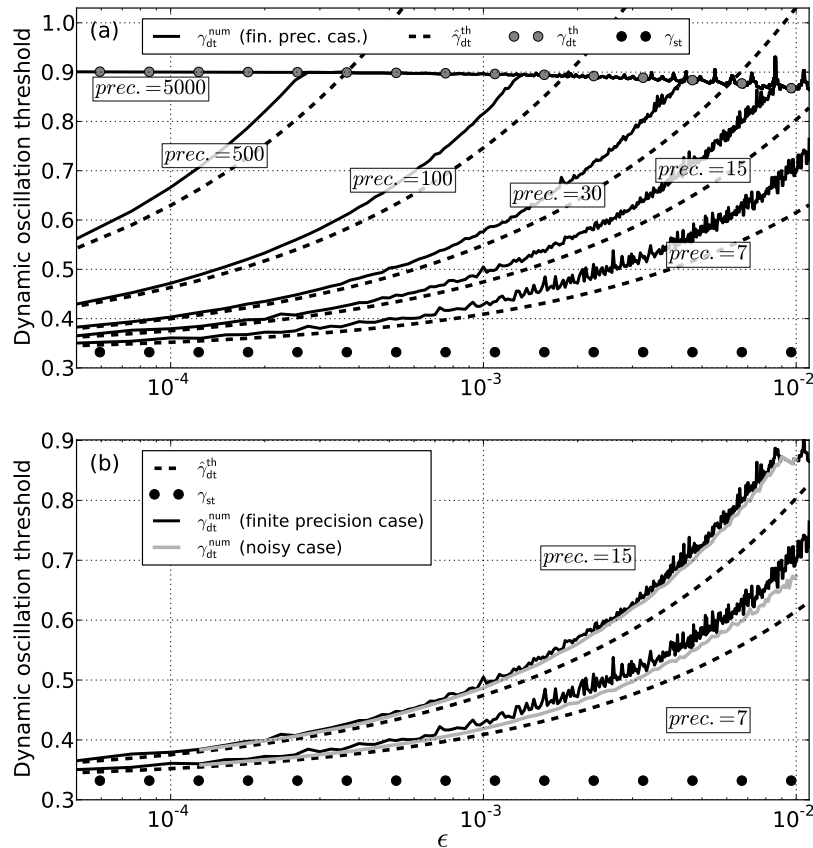 (a)
γ_dt^num (fin. prec. cas.) γ̂_dt^th γ_dt^th γ_st
Dynamic oscillation threshold
1.0
0.9
0.8
0.7
0.6
0.5
0.4
0.3
prec.=5000
prec.=500
prec.=100
prec.=30
prec.=15
prec.=7
10^-4 10^-3 10^-2
(b)
γ̂_dt^th
γ_st
γ_dt^num (finite precision case)
γ_dt^num (noisy case)
Dynamic oscillation threshold
0.9
0.8
0.7
0.6
0.5
0.4
0.3
prec.=15
prec.=7
10^-4 10^-3 10^-2
ϵ